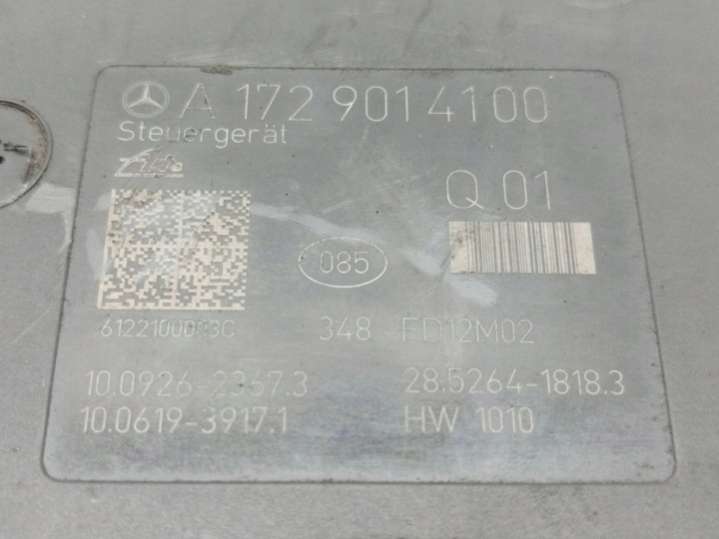 A 172 901 41 00
Steuergerät
Q 01
085
348 FD12M02
10.0926-2367.3 28.5264-1818.3
10.0619-3917.1 HW 1010